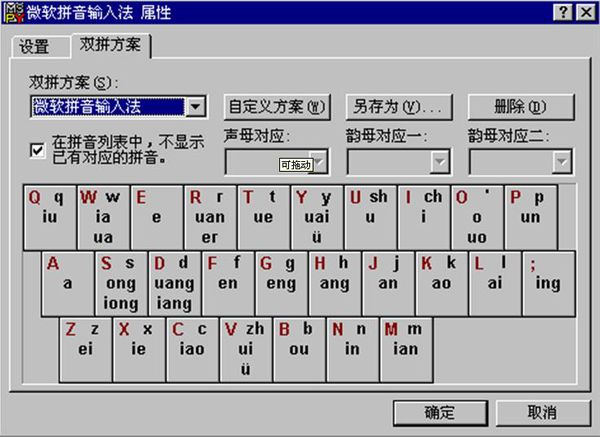 MS PY 微软拼音输入法 属性
设置 双拼方案
双拼方案(S):
微软拼音输入法
自定义方案(W) 另存为(V)... 删除(D)
在拼音列表中，不显示
已有对应的拼音。
声母对应: 韵母对应一: 韵母对应二:
可拖动
Q q W w E R r T t Y y U sh I ch O ' P p
iu ia e uan ue uai u i o un
ua er ü uo
A S s D d F f G g H h J j K k L l ;
a ong uang en eng ang an ao ai ing
iong iang
Z z X x C c V zh B b N n M m
ei ie iao ui ou in ian
ü
确定 取消